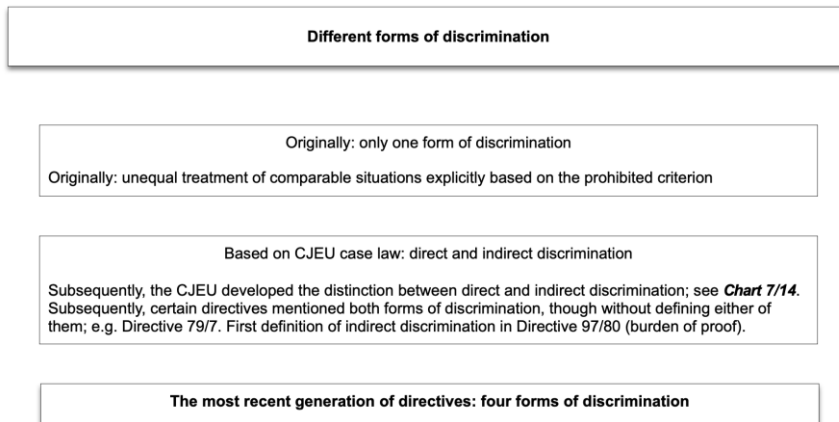 Different forms of discrimination
Originally: only one form of discrimination
Originally: unequal treatment of comparable situations explicitly based on the prohibited criterion
Based on CJEU case law: direct and indirect discrimination
Subsequently, the CJEU developed the distinction between direct and indirect discrimination; see Chart 7/14.
Subsequently, certain directives mentioned both forms of discrimination, though without defining either of
them; e.g. Directive 79/7. First definition of indirect discrimination in Directive 97/80 (burden of proof).
The most recent generation of directives: four forms of discrimination